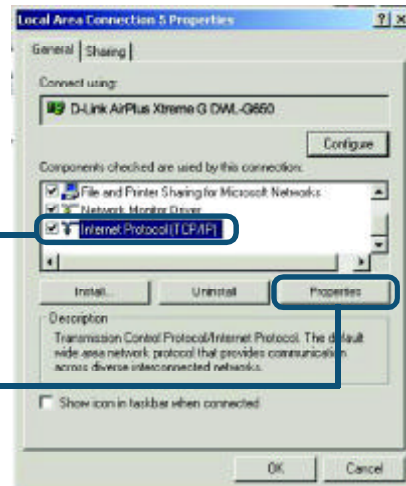 Local Area Connection 5 Properties
General
Sharing
Connect using:
D-Link AirPlus Xtreme G DWL-G650
Configure
Components checked are used by this connection:
File and Printer Sharing for Microsoft Networks
Network Monitor Driver
Internet Protocol (TCP/IP)
Install...
Uninstall
Properties
Description
Transmission Control Protocol/Internet Protocol. The default
wide area network protocol that provides communication
across diverse interconnected networks.
Show icon in taskbar when connected
OK
Cancel